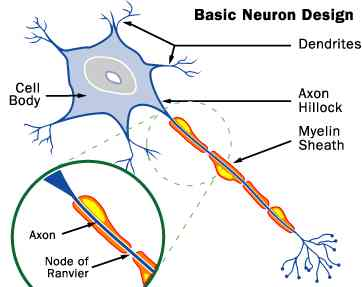 Basic Neuron Design
Dendrites
Cell
Body
Axon
Hillock
Myelin
Sheath
Axon
Node of
Ranvier